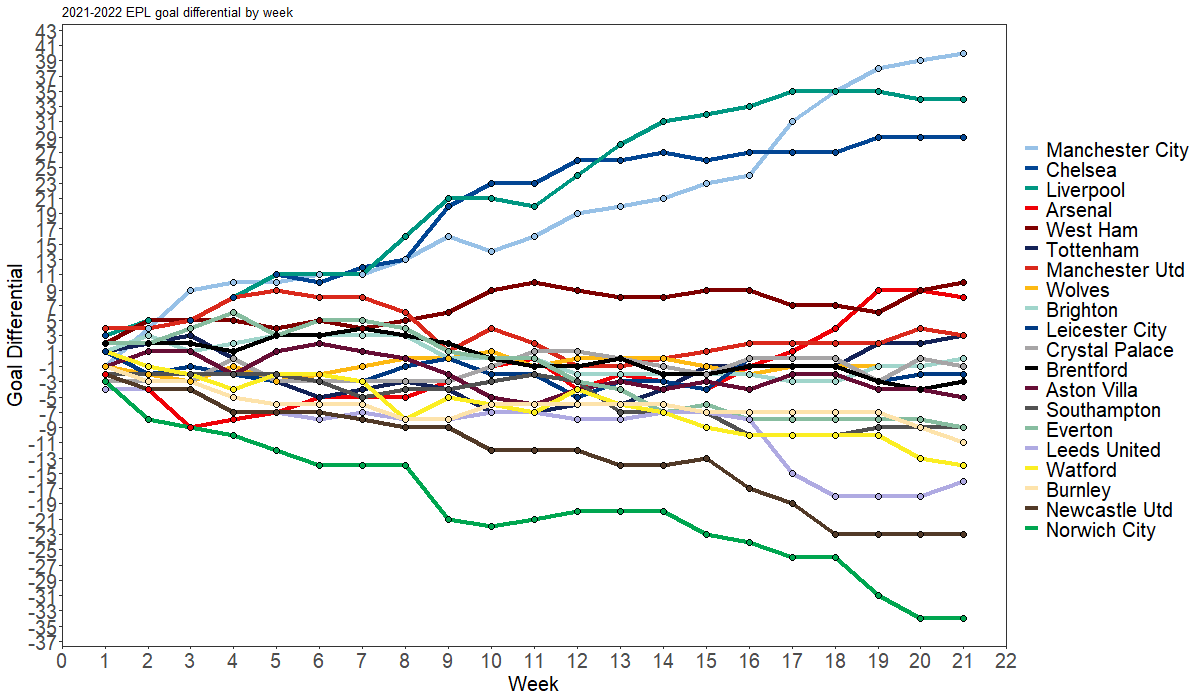 2021-2022 EPL goal differential by week
43
41
39
37
35
33
31
29
27
25
23
21
19
17
15
13
11
9
7
5
3
1
-1
-3
-5
-7
-9
-11
-13
-15
-17
-19
-21
-23
-25
-27
-29
-31
-33
-35
-37
Goal Differential
0 1 2 3 4 5 6 7 8 9 10 11 12 13 14 15 16 17 18 19 20 21 22
Week
Manchester City
Chelsea
Liverpool
Arsenal
West Ham
Tottenham
Manchester Utd
Wolves
Brighton
Leicester City
Crystal Palace
Brentford
Aston Villa
Southampton
Everton
Leeds United
Watford
Burnley
Newcastle Utd
Norwich City